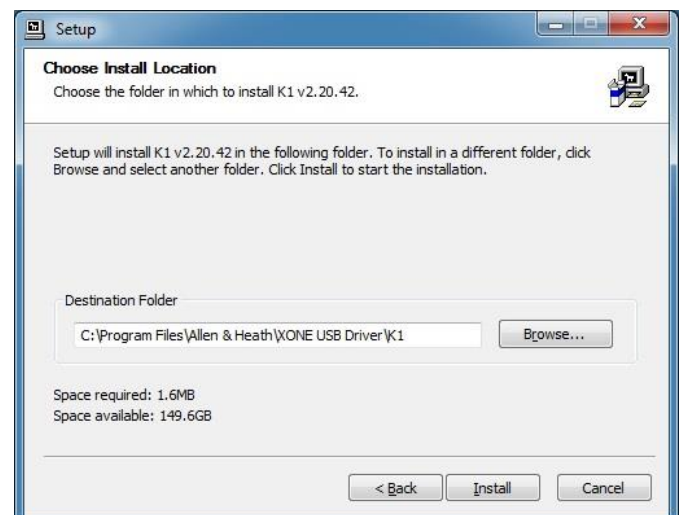 Setup
Choose Install Location
Choose the folder in which to install K1 v2.20.42.
Setup will install K1 v2.20.42 in the following folder. To install in a different folder, click
Browse and select another folder. Click Install to start the installation.
Destination Folder
C:\Program Files\Allen & Heath\XONE USB Driver\K1
Browse...
Space required: 1.6MB
Space available: 149.6GB
< Back
Install
Cancel